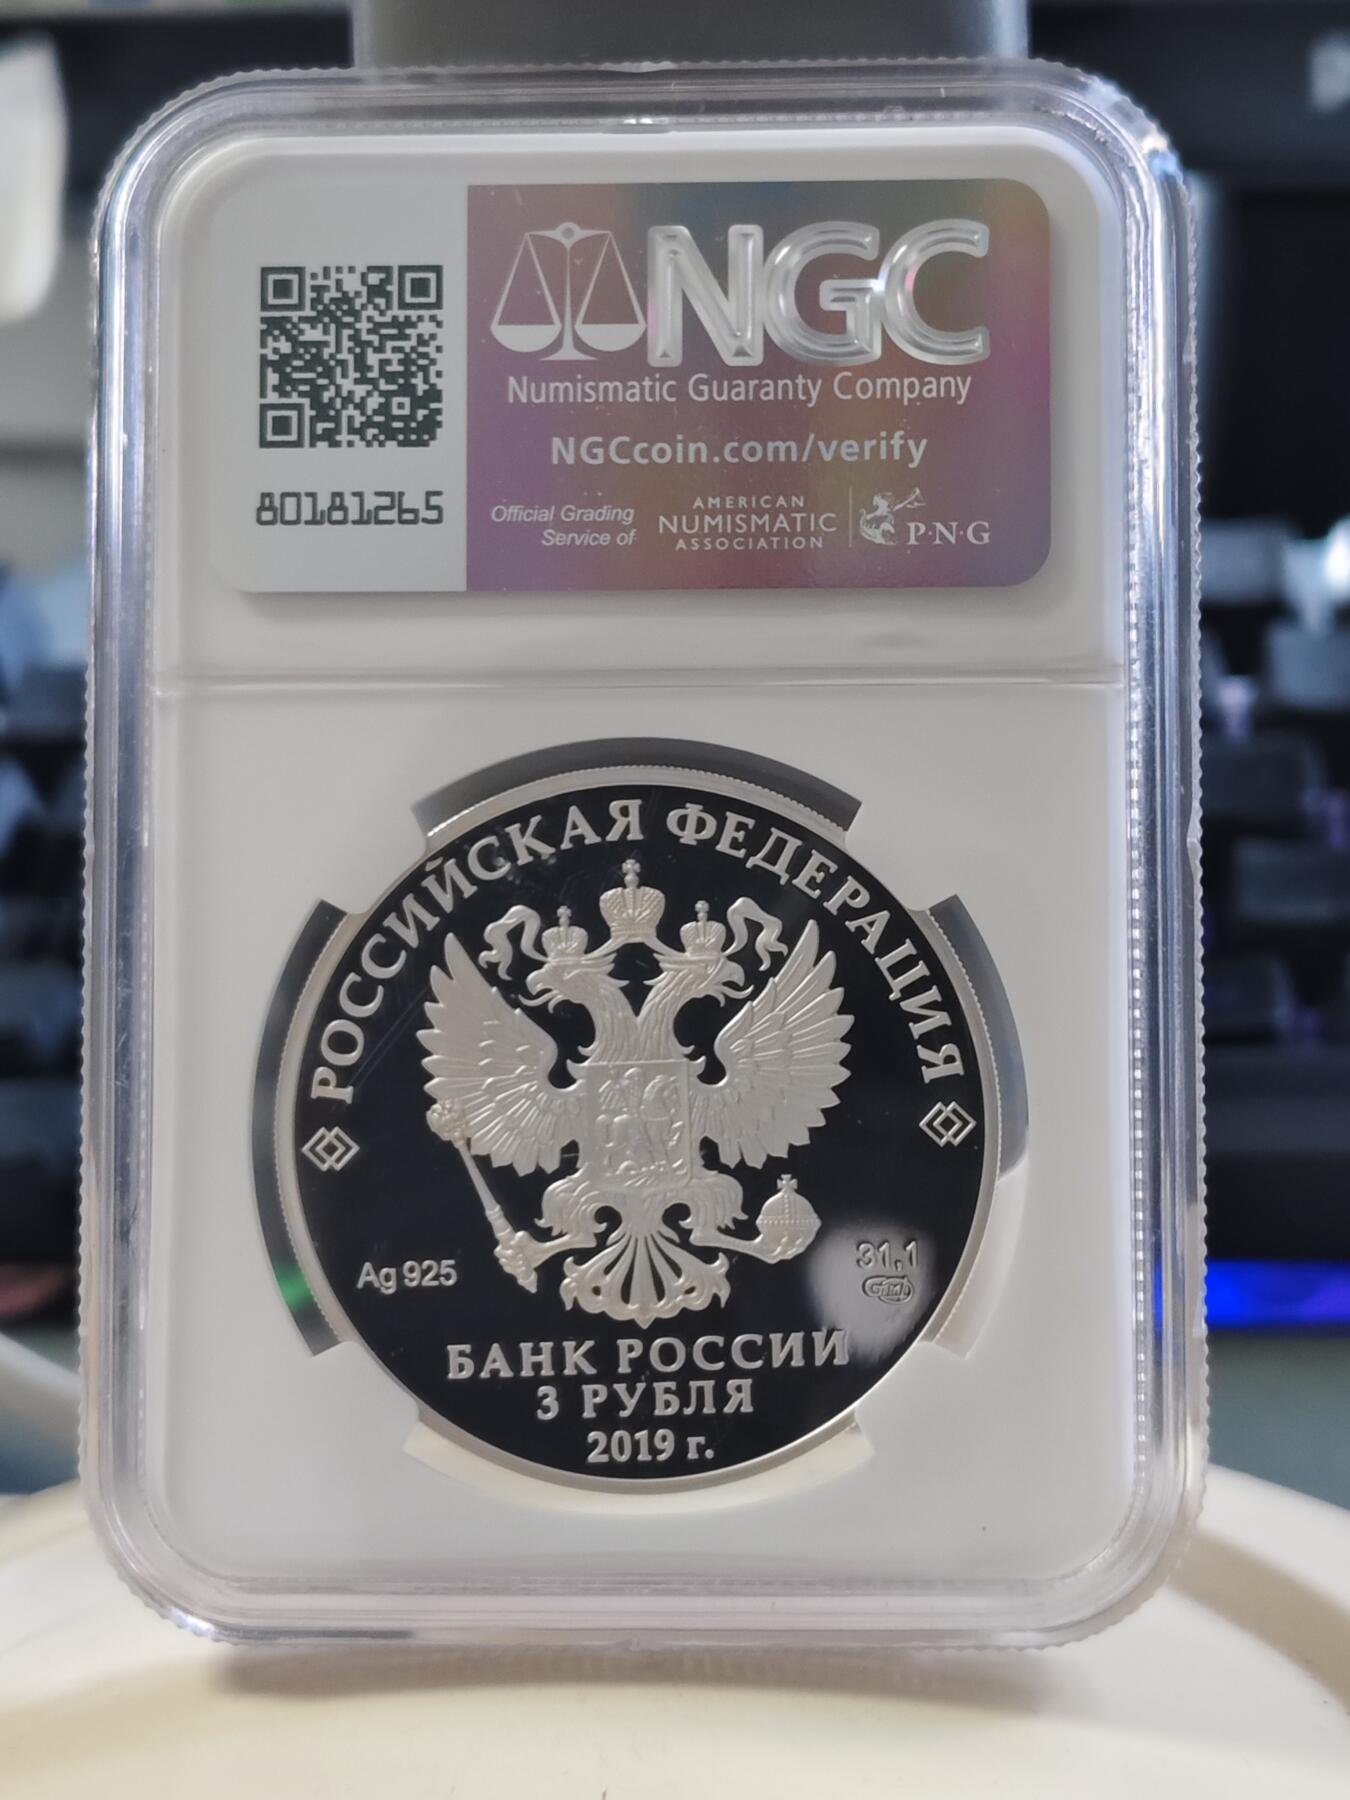 NGC
Numismatic Guaranty Company
NGCcoin.com/verify
80181265
Official Grading
Service of
AMERICAN
NUMISMATIC
ASSOCIATION
P·N·G
РОССИЙСКАЯ ФЕДЕРАЦИЯ
Ag 925
31,1
БАНК РОССИИ
3 РУБЛЯ
2019 г.